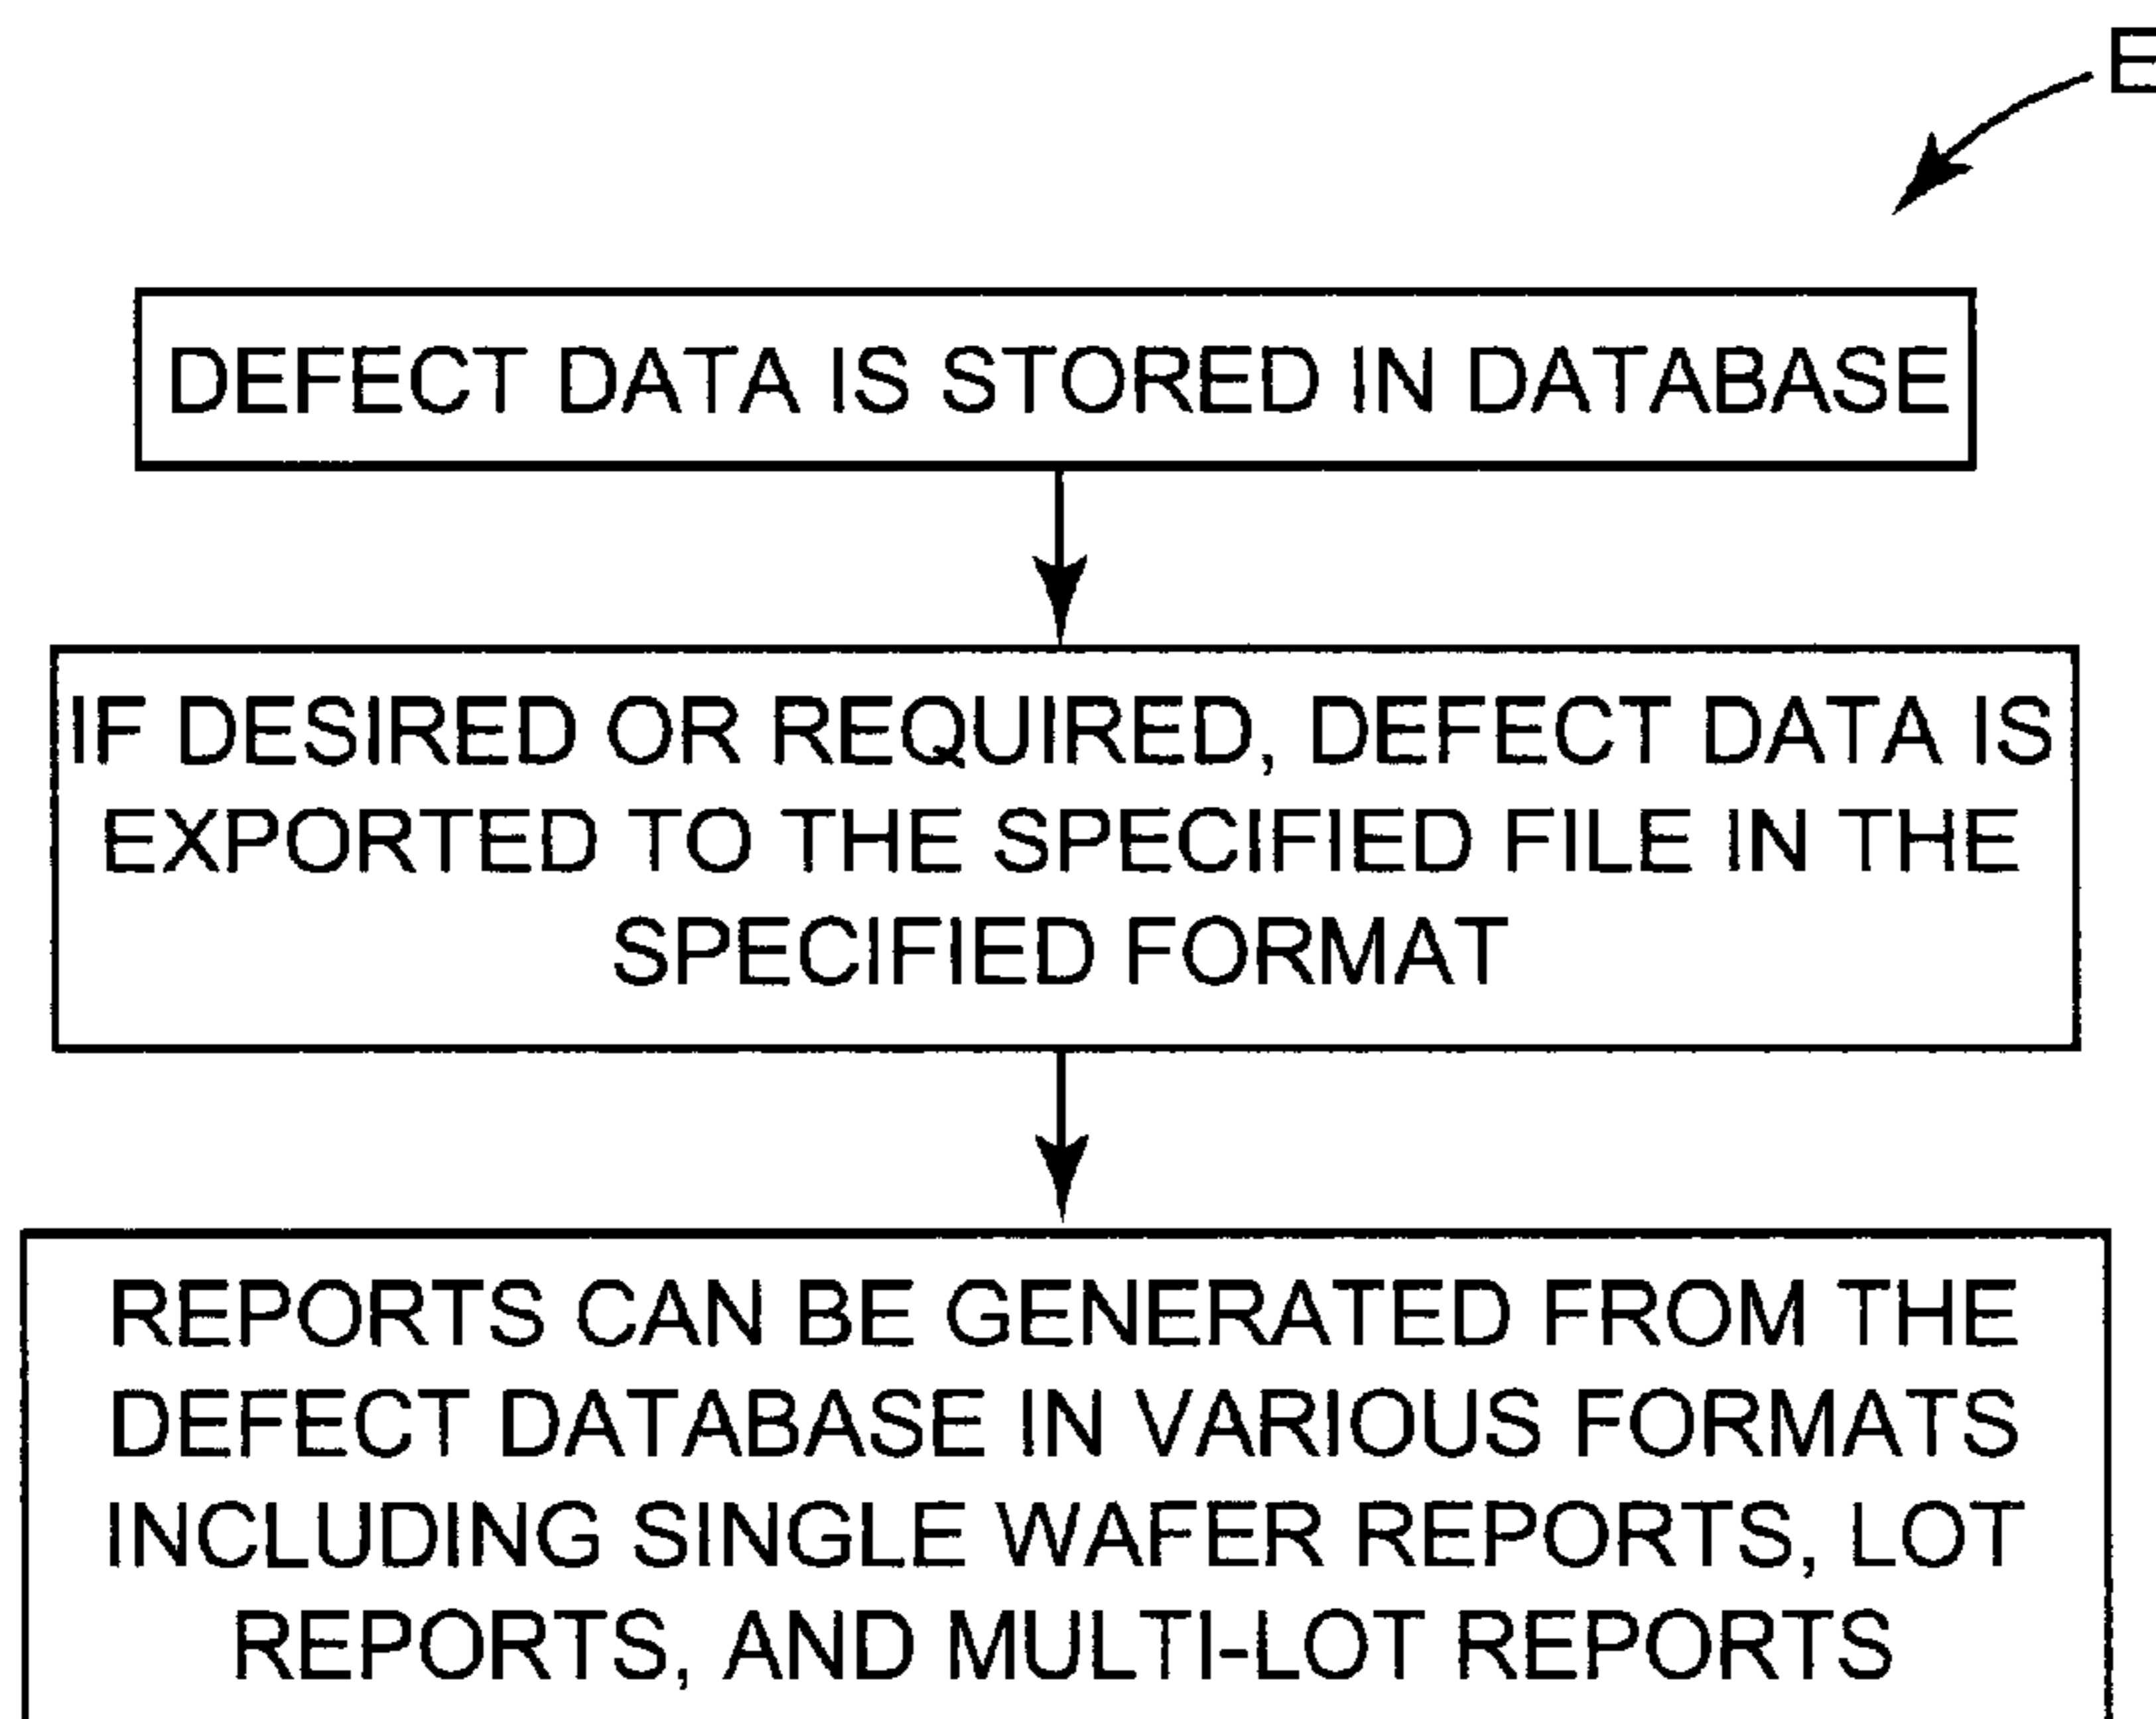 E
DEFECT DATA IS STORED IN DATABASE
IF DESIRED OR REQUIRED, DEFECT DATA IS
EXPORTED TO THE SPECIFIED FILE IN THE
SPECIFIED FORMAT
REPORTS CAN BE GENERATED FROM THE
DEFECT DATABASE IN VARIOUS FORMATS
INCLUDING SINGLE WAFER REPORTS, LOT
REPORTS, AND MULTI-LOT REPORTS